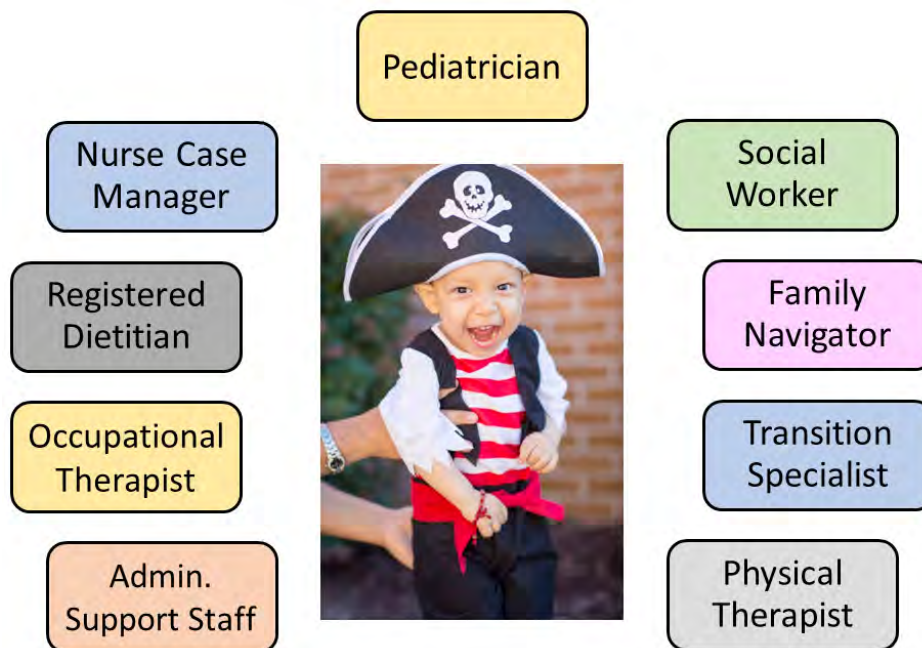 Pediatrician
Nurse Case
Manager
Social
Worker
Registered
Dietitian
Family
Navigator
Occupational
Therapist
Transition
Specialist
Admin.
Support Staff
Physical
Therapist